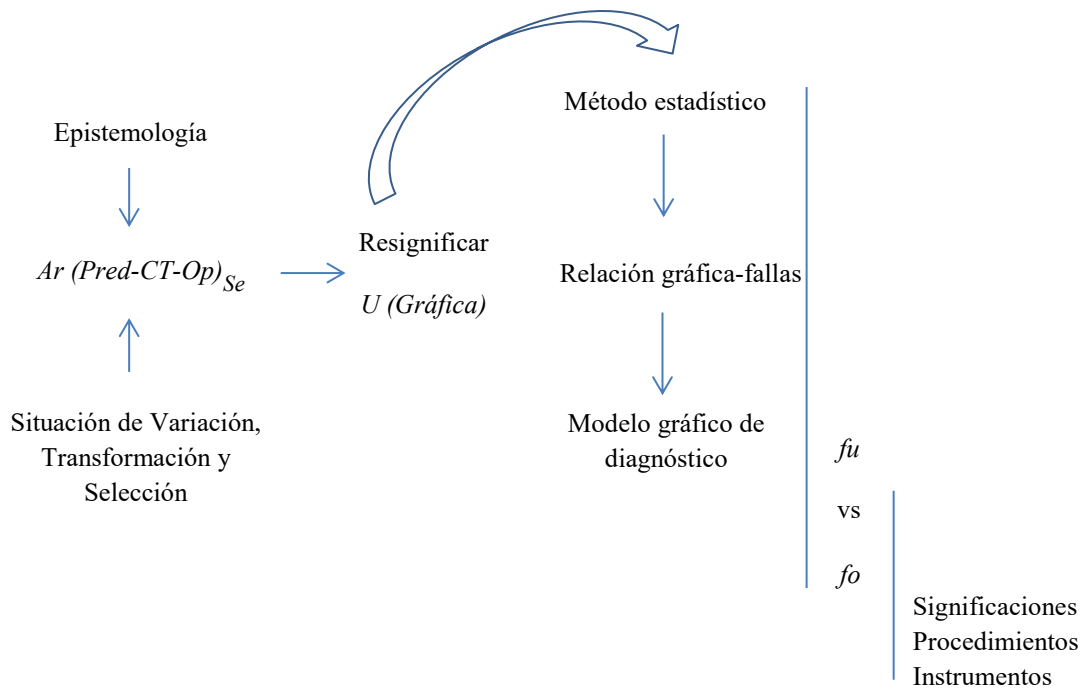 Epistemología
Ar (Pred-CT-Op)Se
Situación de Variación,
Transformación y
Selección
Resignificar
U (Gráfica)
Método estadístico
Relación gráfica-fallas
Modelo gráfico de
diagnóstico
fu
vs
fo
Significaciones
Procedimientos
Instrumentos